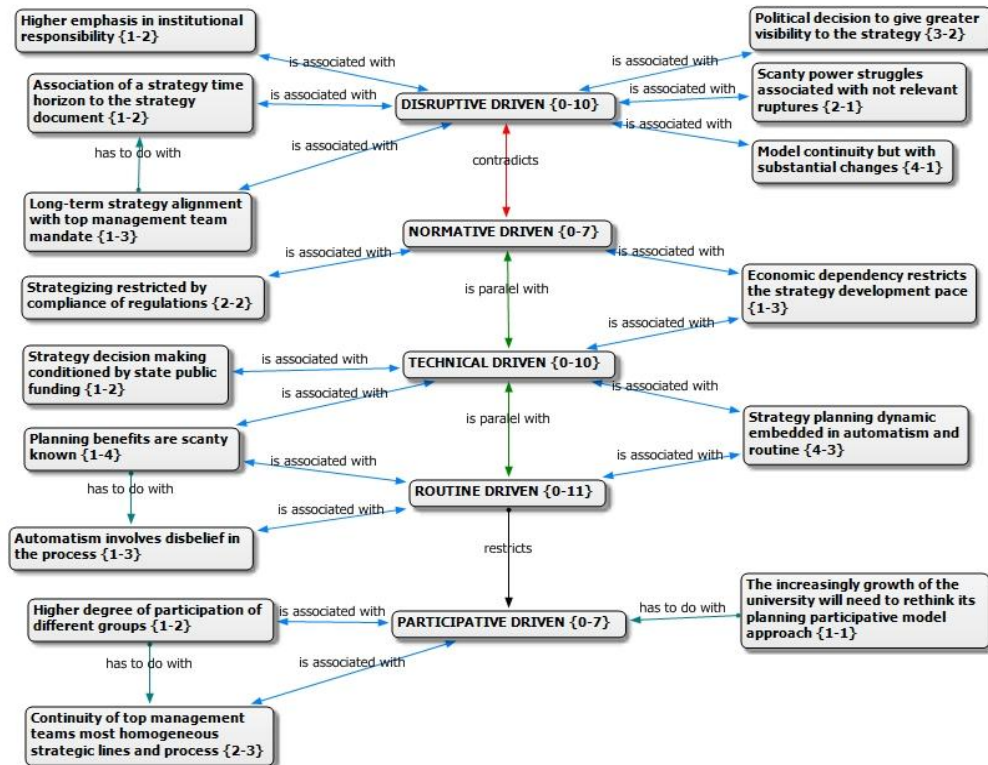 Higher emphasis in institutional
responsibility {1-2}
Political decision to give greater
visibility to the strategy {3-2}
is associated with
is associated with
Association of a strategy time
horizon to the strategy
document {1-2}
is associated with
DISRUPTIVE DRIVEN {0-10}
is associated with
Scanty power struggles
associated with not relevant
ruptures {2-1}
has to do with
is associated with
is associated with
contradicts
Model continuity but with
substantial changes {4-1}
Long-term strategy alignment
with top management team
mandate {1-3}
NORMATIVE DRIVEN {0-7}
is associated with
is associated with
Strategizing restricted by
compliance of regulations {2-2}
is paralel with
Economic dependency restricts
the strategy development pace
{1-3}
is associated with
Strategy decision making
conditioned by state public
funding {1-2}
is associated with
TECHNICAL DRIVEN {0-10}
is associated with
is associated with
is paralel with
Strategy planning dynamic
embedded in automatism and
routine {4-3}
Planning benefits are scanty
known {1-4}
is associated with
is associated with
has to do with
ROUTINE DRIVEN {0-11}
is associated with
Automatism involves disbelief in
the process {1-3}
restricts
Higher degree of participation of
different groups {1-2}
is associated with
PARTICIPATIVE DRIVEN {0-7}
has to do with
The increasingly growth of the
university will need to rethink its
planning participative model
approach {1-1}
has to do with
is associated with
Continuity of top management
teams most homogeneous
strategic lines and process {2-3}